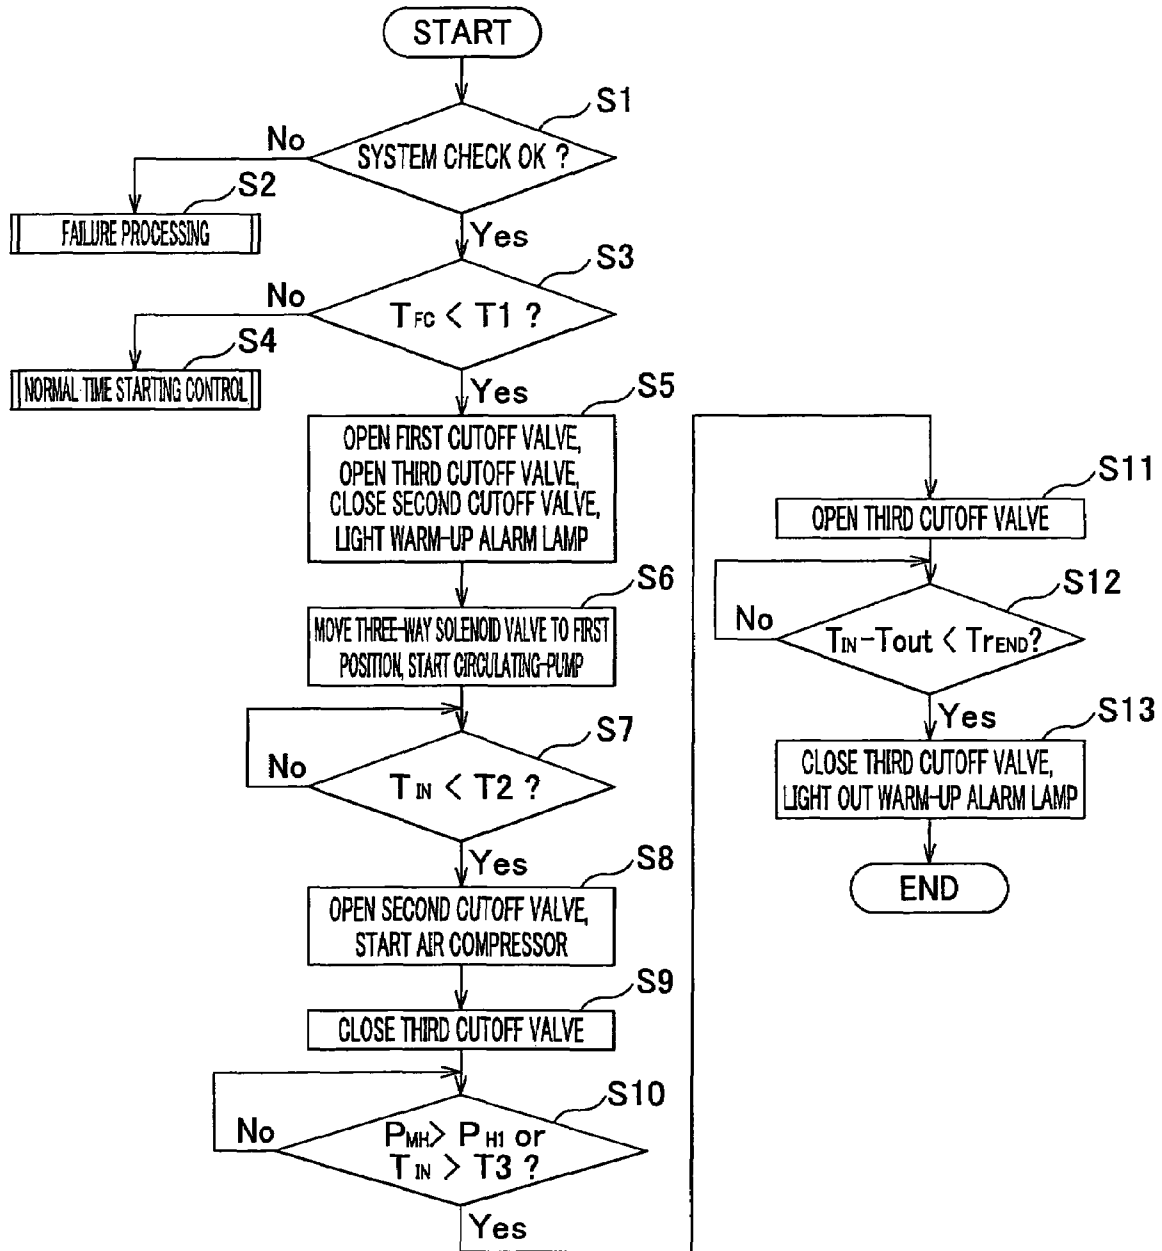 START
S1
SYSTEM CHECK OK ?
No
Yes
S2
FAILURE PROCESSING
S3
TFC < T1 ?
No
Yes
S4
NORMAL TIME STARTING CONTROL
S5
OPEN FIRST CUTOFF VALVE,
OPEN THIRD CUTOFF VALVE,
CLOSE SECOND CUTOFF VALVE,
LIGHT WARM-UP ALARM LAMP
S6
MOVE THREE-WAY SOLENOID VALVE TO FIRST
POSITION, START CIRCULATING-PUMP
S7
TIN < T2 ?
No
Yes
S8
OPEN SECOND CUTOFF VALVE,
START AIR COMPRESSOR
S9
CLOSE THIRD CUTOFF VALVE
S10
PMH> PH1 or
TIN > T3 ?
No
Yes
S11
OPEN THIRD CUTOFF VALVE
S12
TIN-Tout < TrEND?
No
Yes
S13
CLOSE THIRD CUTOFF VALVE,
LIGHT OUT WARM-UP ALARM LAMP
END